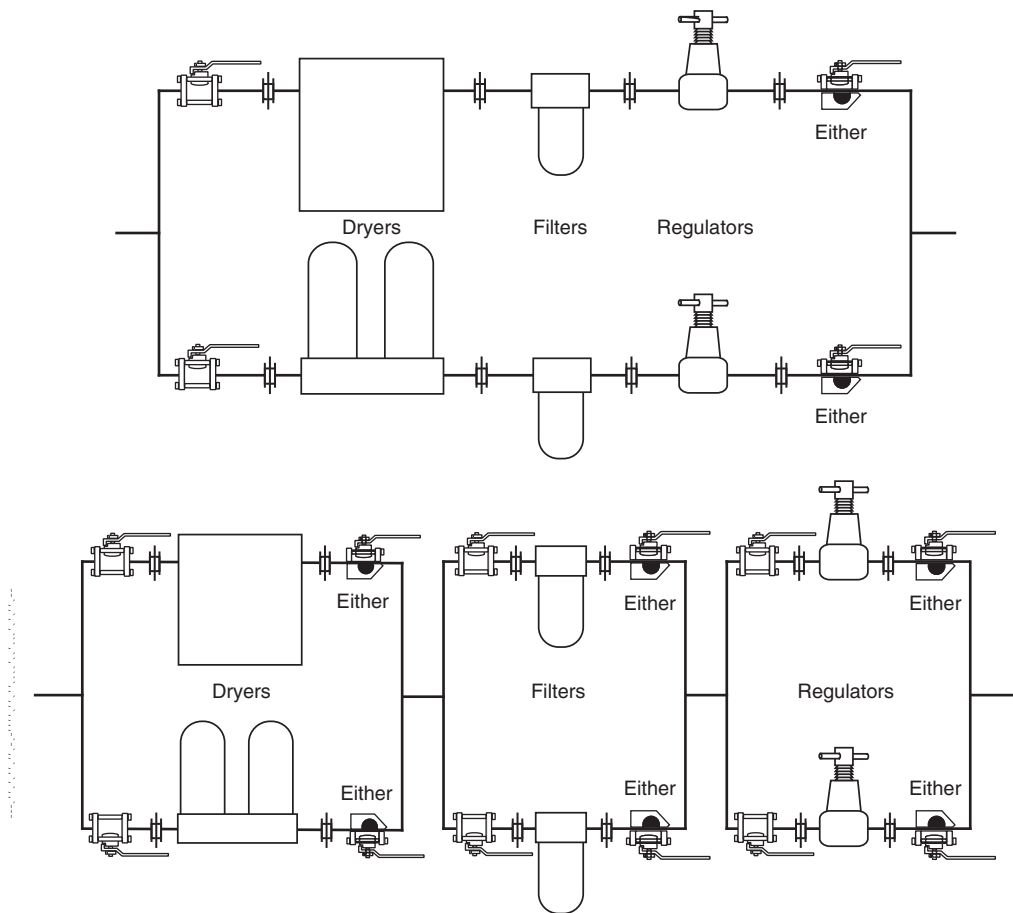 Either
Dryers
Filters
Regulators
Either
Either
Either
Either
Dryers
Filters
Regulators
Either
Either
Either